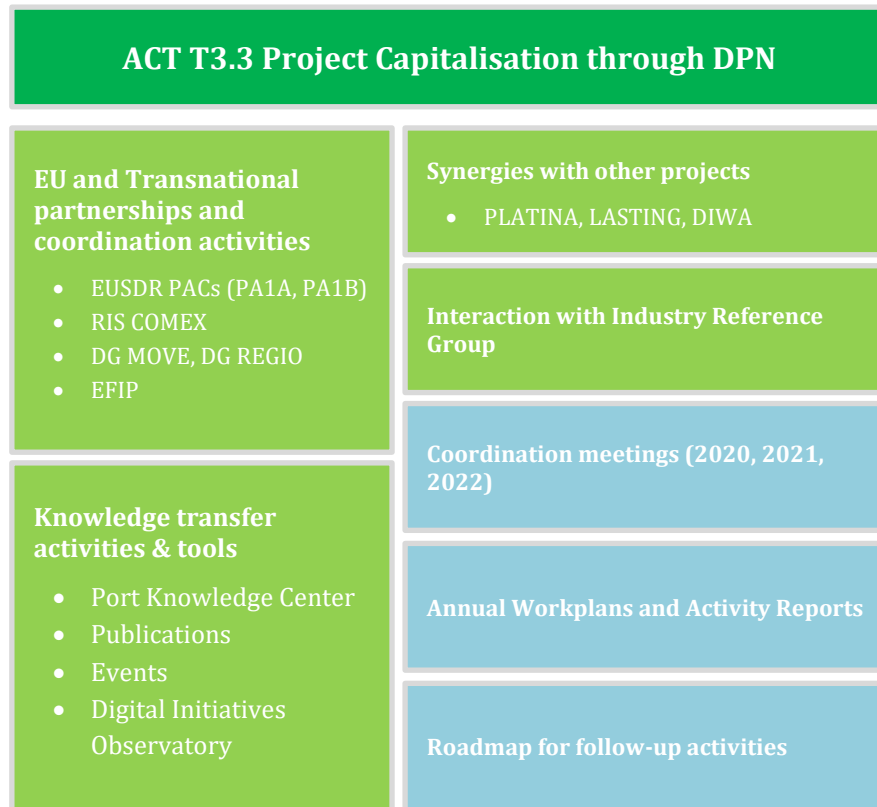 ACT T3.3 Project Capitalisation through DPN
EU and Transnational
partnerships and
coordination activities
• EUSDR PACs (PA1A, PA1B)
• RIS COMEX
• DG MOVE, DG REGIO
• EFIP
Knowledge transfer
activities & tools
• Port Knowledge Center
• Publications
• Events
• Digital Initiatives
Observatory
Synergies with other projects
• PLATINA, LASTING, DIWA
Interaction with Industry Reference
Group
Coordination meetings (2020, 2021,
2022)
Annual Workplans and Activity Reports
Roadmap for follow-up activities